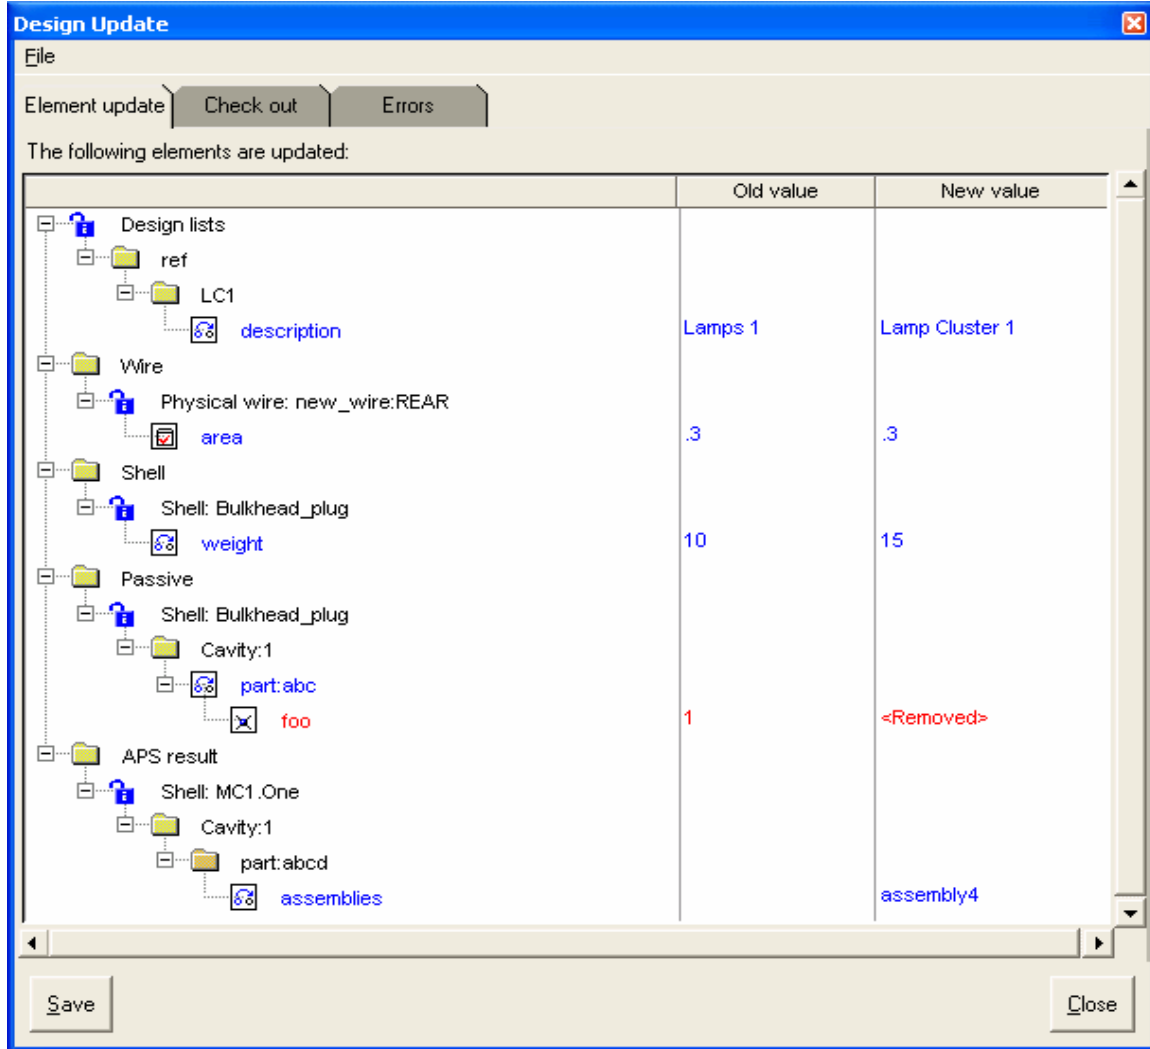 Design Update
File
Element update Check out Errors
The following elements are updated:
Old value New value
Design lists
ref
LC1
description Lamps 1 Lamp Cluster 1
Wire
Physical wire: new_wire:REAR
area .3 .3
Shell
Shell: Bulkhead_plug
weight 10 15
Passive
Shell: Bulkhead_plug
Cavity:1
part:abc
foo 1 <Removed>
APS result
Shell: MC1.One
Cavity:1
part:abcd
assemblies assembly4
Save Close